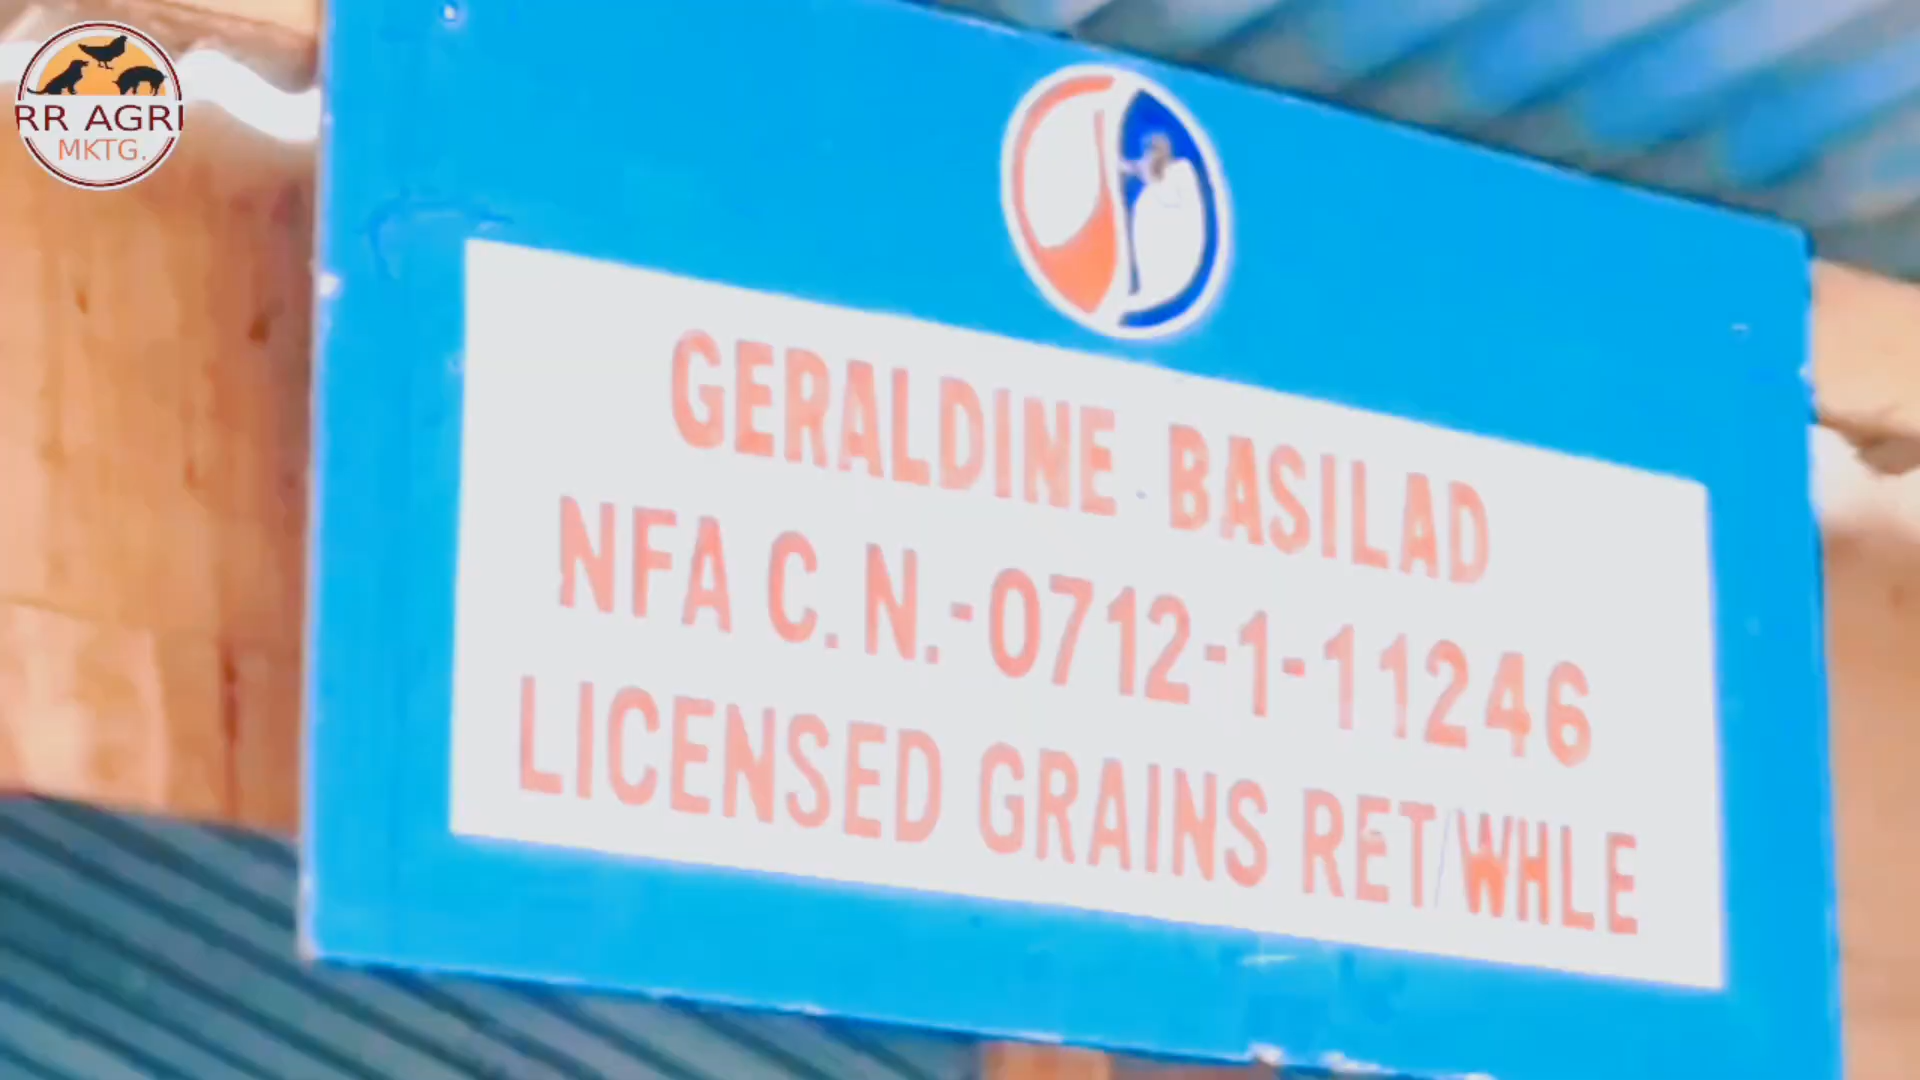 RR AGRI
MKTG.
GERALDINE BASILAD
NFA C.N.-0712-1-11246
LICENSED GRAINS RET/WHLE